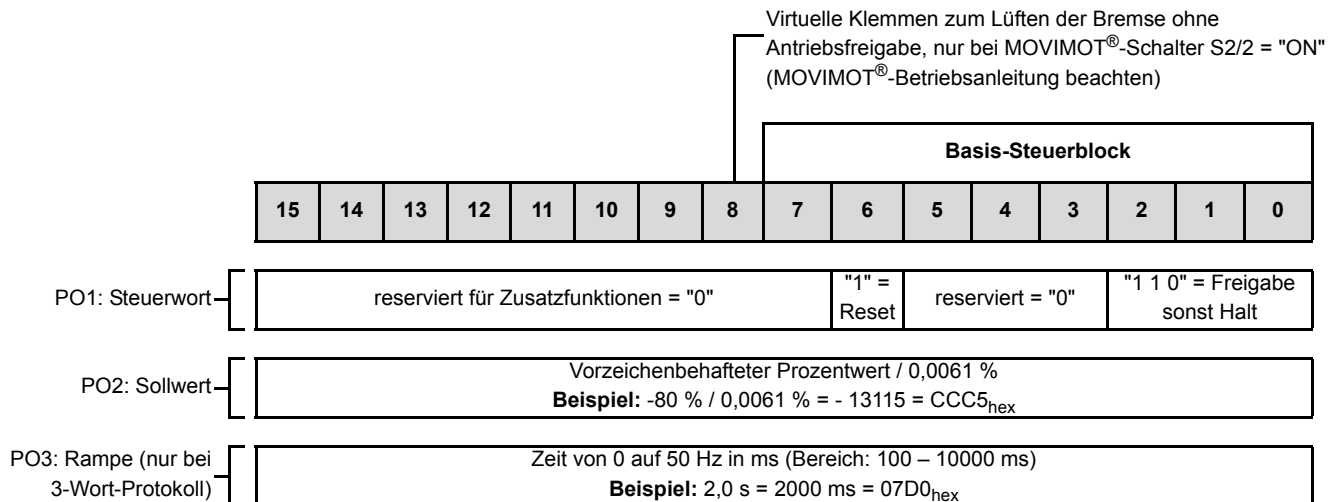 Virtuelle Klemmen zum Lüften der Bremse ohne
Antriebsfreigabe, nur bei MOVIMOT®-Schalter S2/2 = "ON"
(MOVIMOT®-Betriebsanleitung beachten)
Basis-Steuerblock
15 14 13 12 11 10 9 8 7 6 5 4 3 2 1 0
PO1: Steuerwort
reserviert für Zusatzfunktionen = "0"
"1" =
Reset
reserviert = "0"
"1 1 0" = Freigabe
sonst Halt
PO2: Sollwert
Vorzeichenbehafteter Prozentwert / 0,0061 %
Beispiel: -80 % / 0,0061 % = - 13115 = CCC5hex
PO3: Rampe (nur bei
3-Wort-Protokoll)
Zeit von 0 auf 50 Hz in ms (Bereich: 100 – 10000 ms)
Beispiel: 2,0 s = 2000 ms = 07D0hex